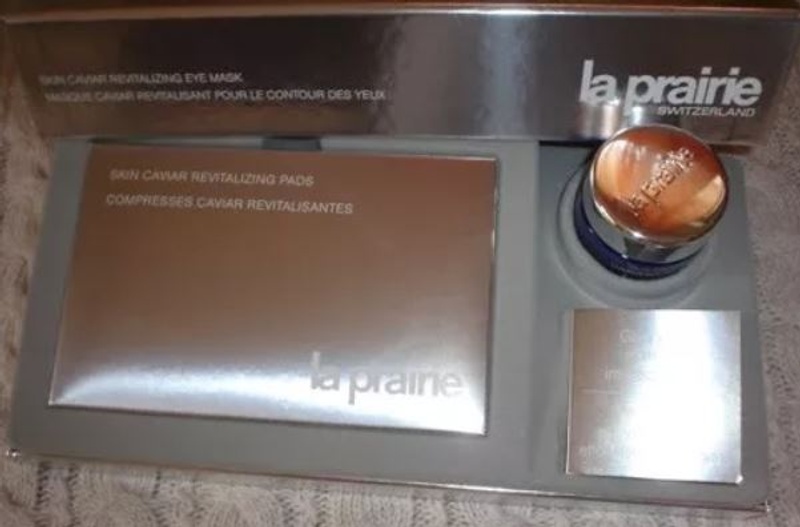 SKIN CAVIAR REVITALIZING EYE MASK
MASQUE CAVIAR REVITALISANT POUR LE CONTOUR DES YEUX
la prairie
SWITZERLAND
SKIN CAVIAR REVITALIZING PADS
COMPRESSES CAVIAR REVITALISANTES
la prairie
la prairie